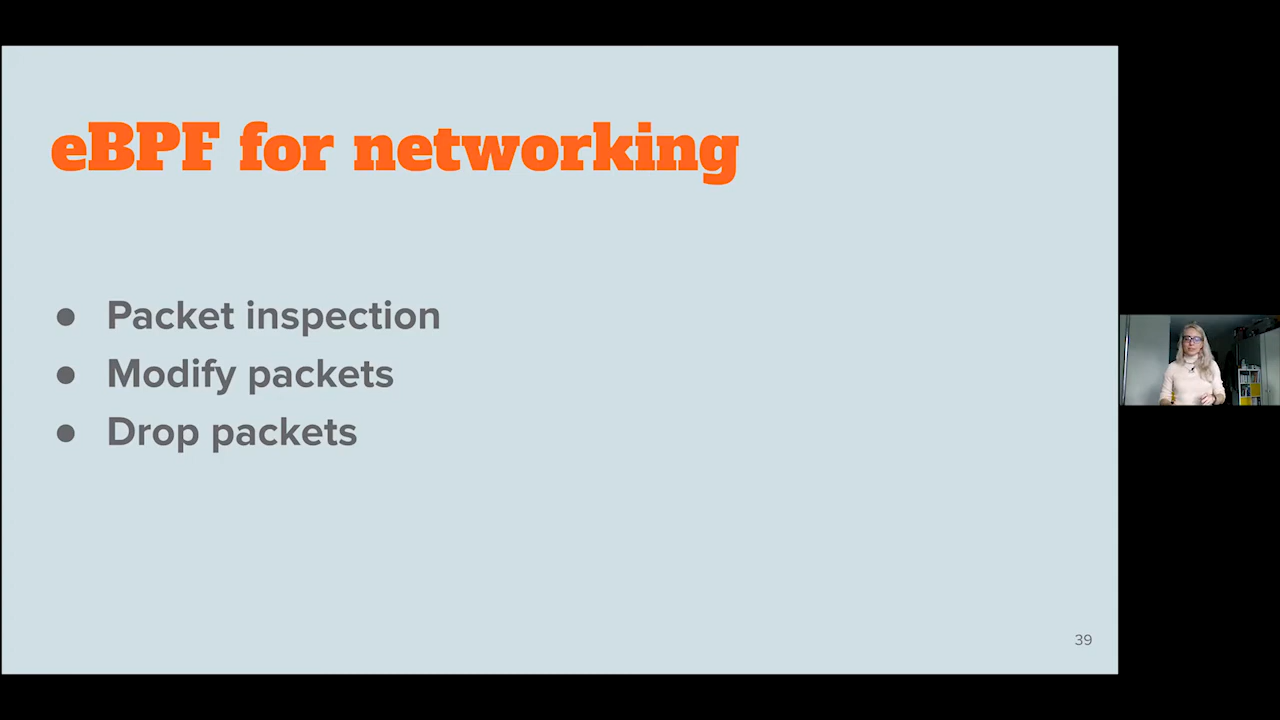 eBPF for networking
● Packet inspection
● Modify packets
● Drop packets
39